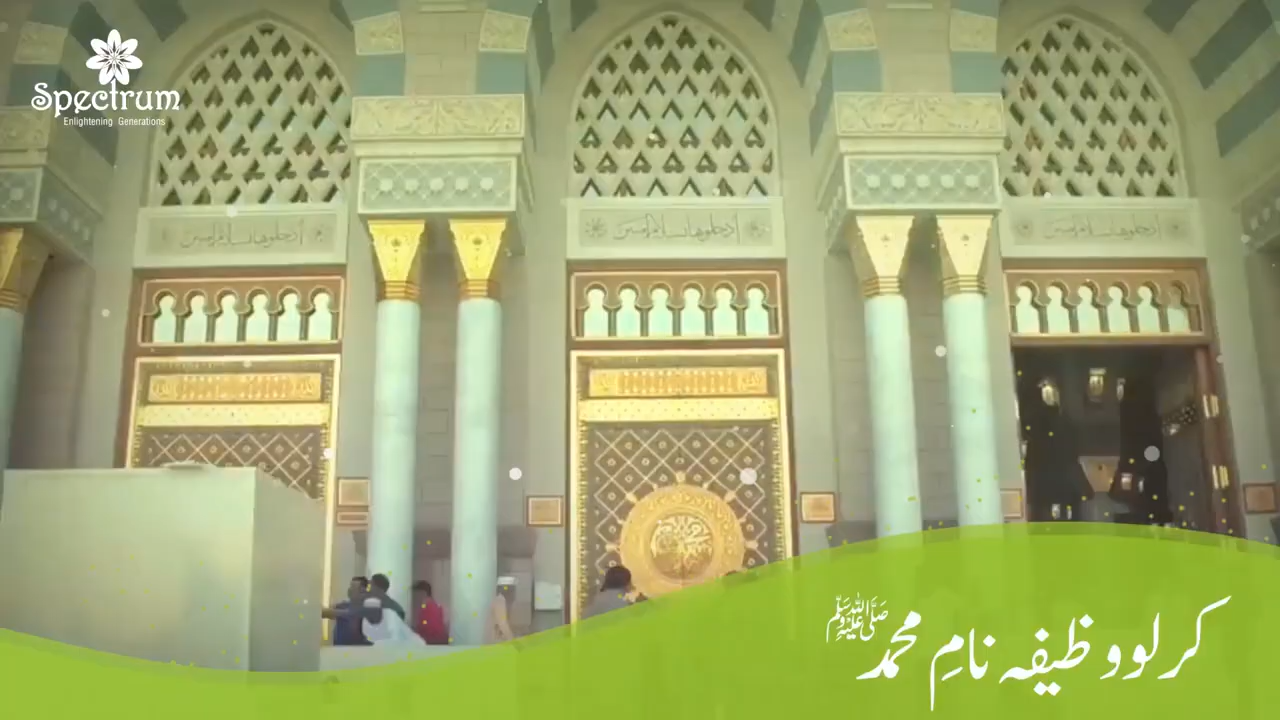 Spectrum
Enlightening Generations
ادخلوها بسلام آمنين
ادخلوها بسلام آمنين
ادخلوها بسلام آمنين
کرلو وظیفہ نامِ محمد ﷺ